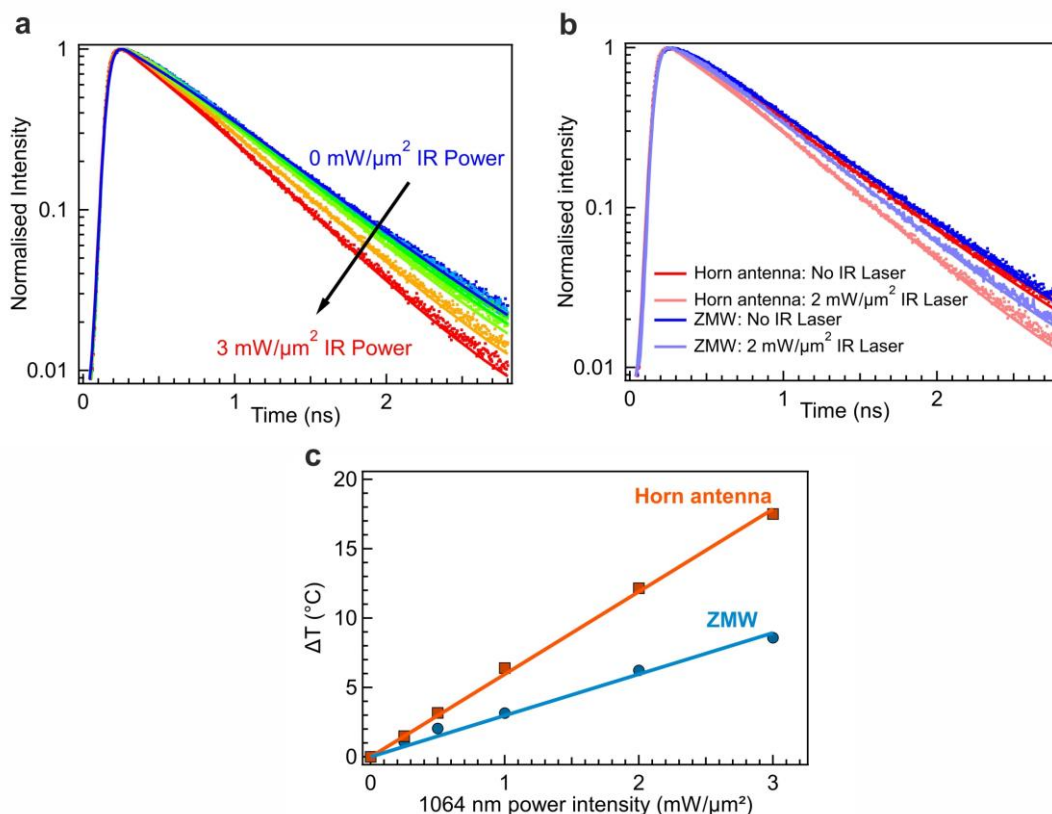 a
Normalised Intensity
1
0.1
0.01
0 mW/µm² IR Power
3 mW/µm² IR Power
0
1
2
Time (ns)
b
Normalised intensity
1
0.1
0.01
Horn antenna: No IR Laser
Horn antenna: 2 mW/µm² IR Laser
ZMW: No IR Laser
ZMW: 2 mW/µm² IR Laser
0
1
2
Time (ns)
c
ΔT (°C)
20
15
10
5
0
Horn antenna
ZMW
0
1
2
3
1064 nm power intensity (mW/µm²)